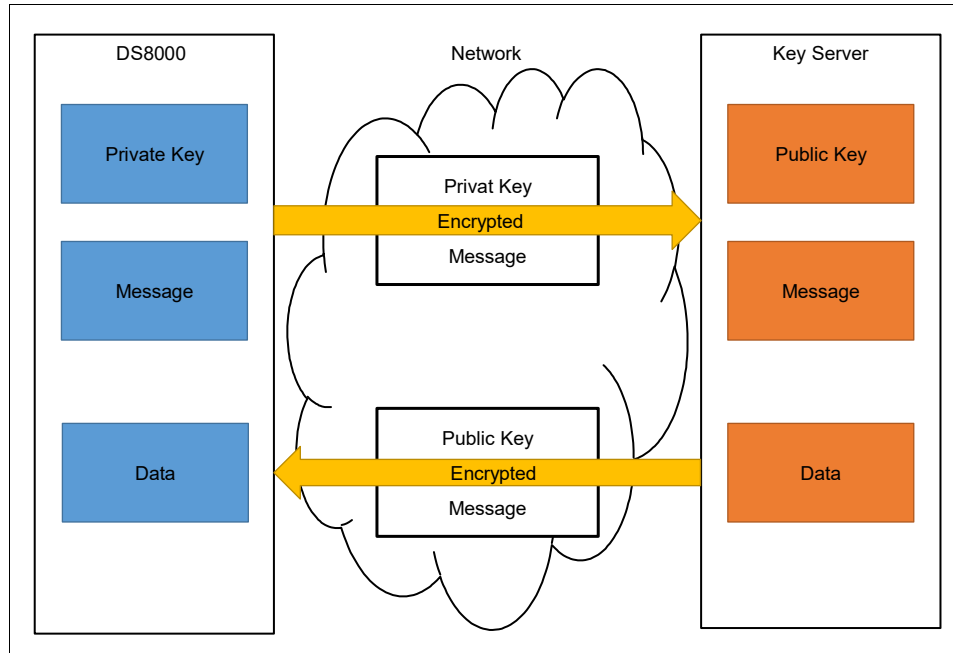 DS8000
Network
Key Server
Private Key
Message
Data
Privat Key
Encrypted
Message
Public Key
Encrypted
Message
Public Key
Message
Data